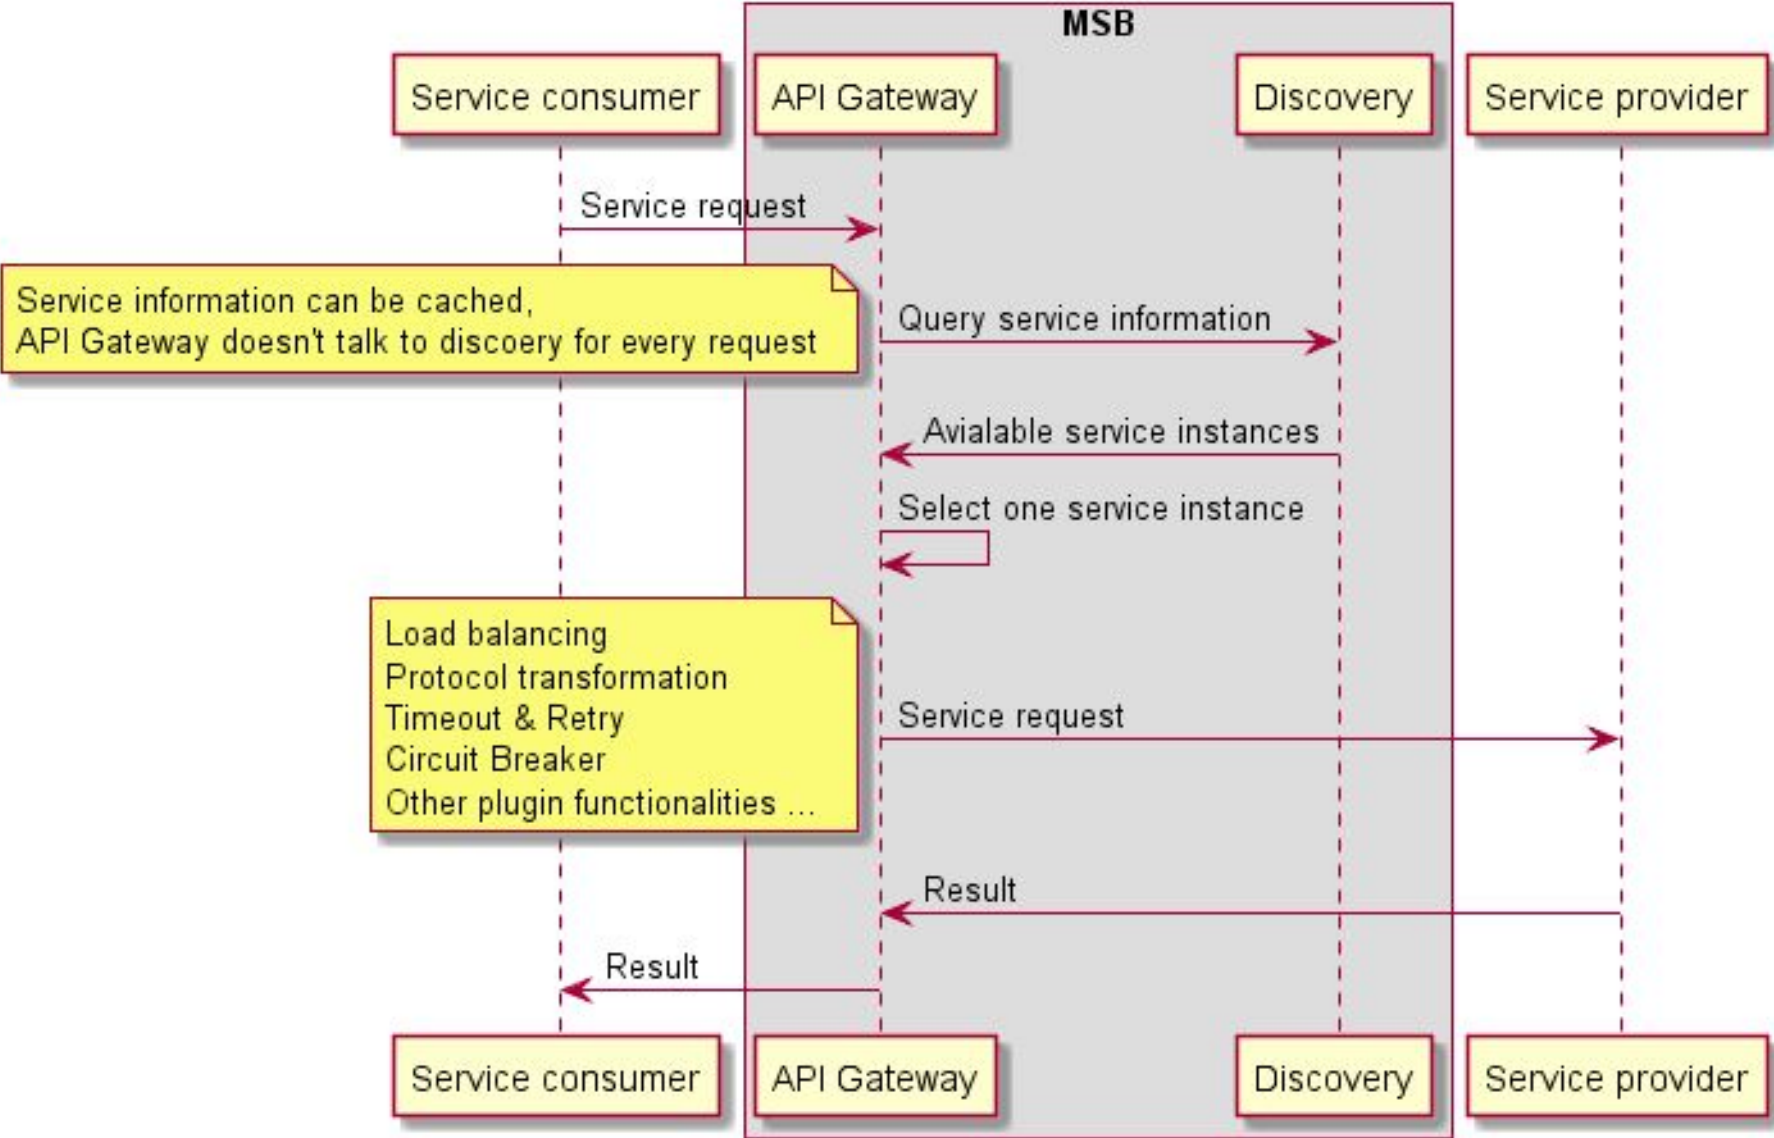 MSB
Service consumer
API Gateway
Discovery
Service provider
Service request
Service information can be cached,
API Gateway doesn't talk to discoery for every request
Query service information
Avialable service instances
Select one service instance
Load balancing
Protocol transformation
Timeout & Retry
Circuit Breaker
Other plugin functionalities ...
Service request
Result
Result
Service consumer
API Gateway
Discovery
Service provider